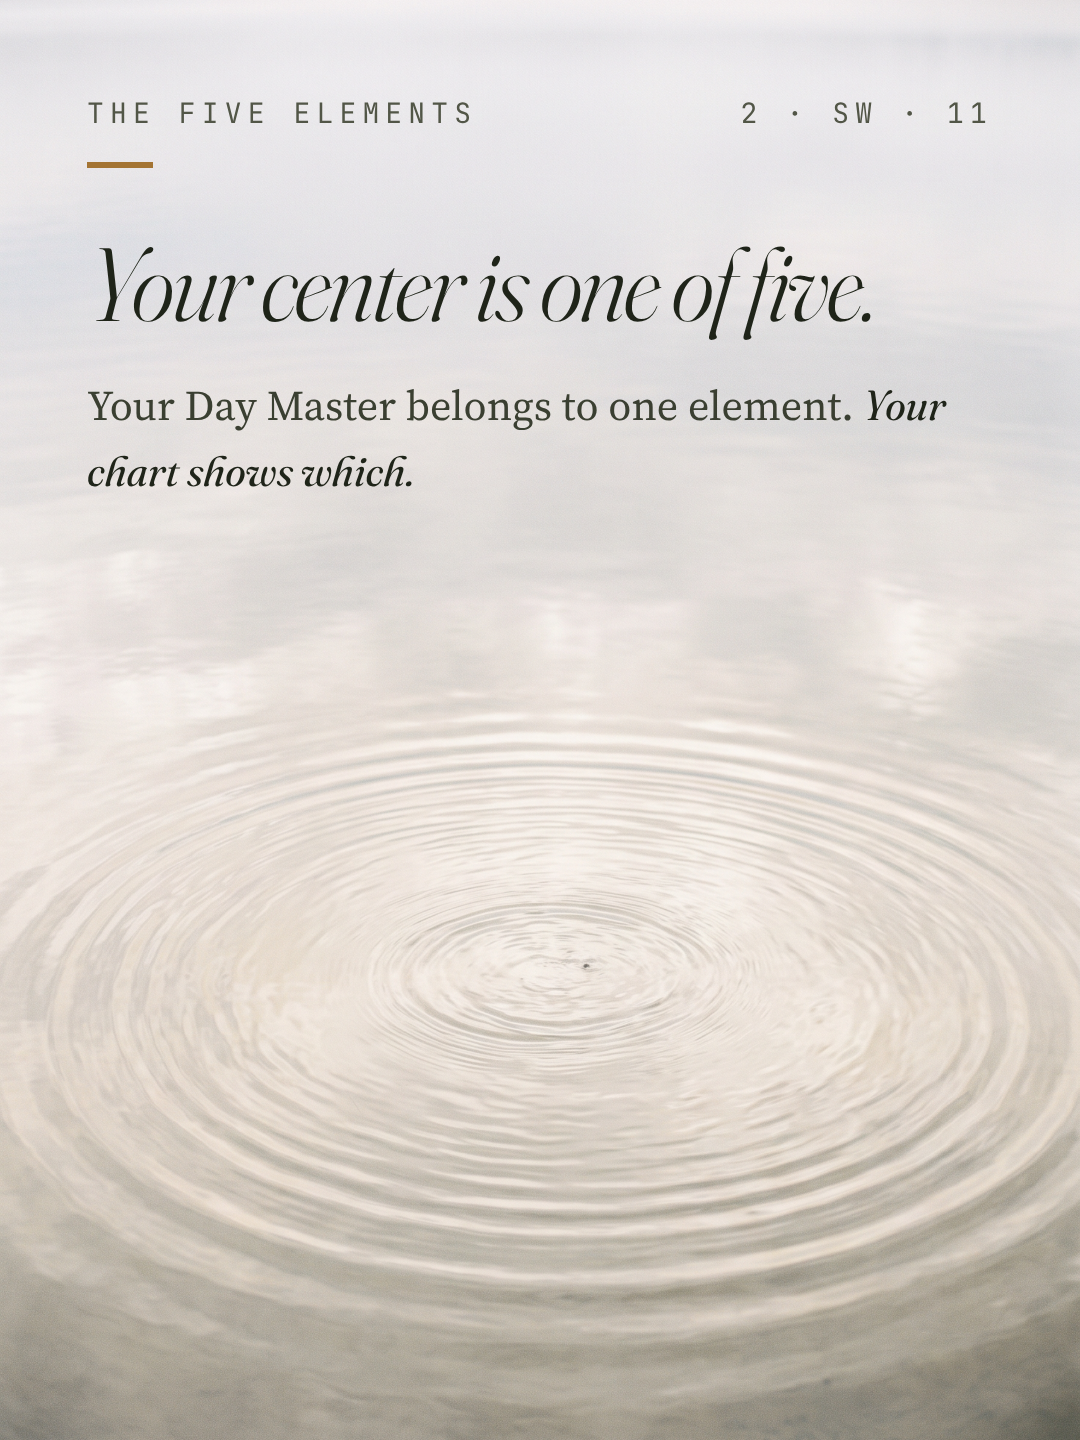 THE FIVE ELEMENTS
2 · SW · 11
Your center is one of five.
Your Day Master belongs to one element. Your
chart shows which.